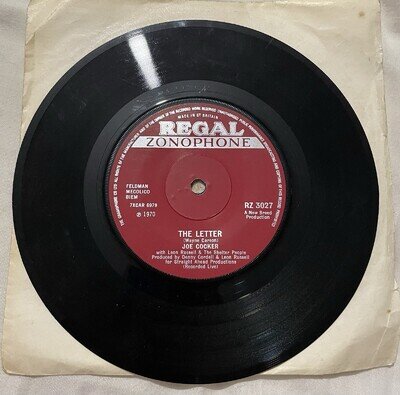 MADE IN GT BRITAIN
REGAL
ZONOPHONE
FELDMAN
MECOLICO
BIEM
7XCAR 6979
℗ 1970
RZ 3027
A New Breed
Production
THE LETTER
(Wayne Carson)
JOE COCKER
with Leon Russell & The Shelter People
Produced by Denny Cordell & Leon Russell
for Straight Ahead Productions
(Recorded Live)